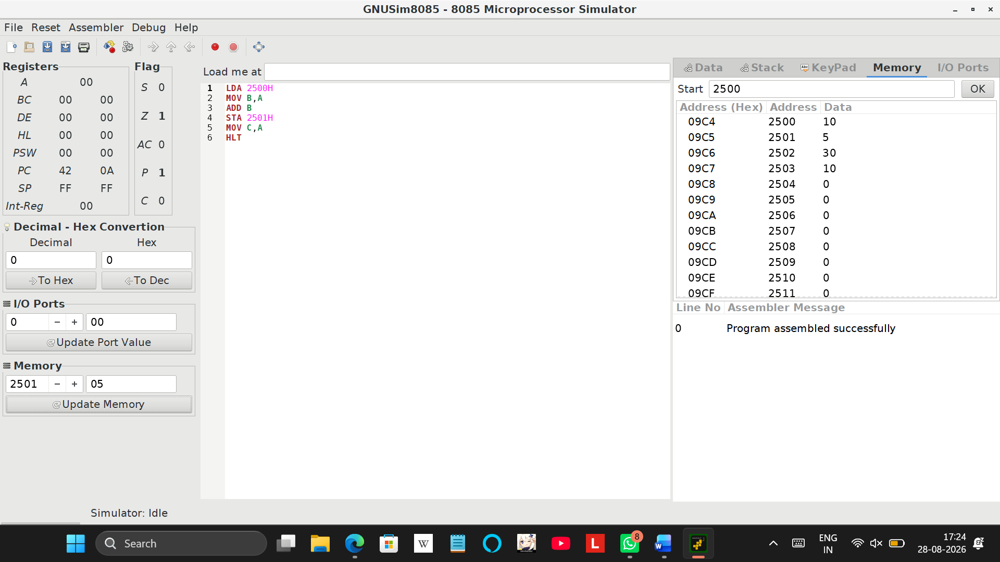 GNUSim8085 - 8085 Microprocessor Simulator
File Reset Assembler Debug Help
Registers
A 00
BC 00 00
DE 00 00
HL 00 00
PSW 00 00
PC 42 0A
SP FF FF
Int-Reg 00
Flag
S 0
Z 1
AC 0
P 1
C 0
Decimal - Hex Convertion
Decimal Hex
0 0
To Hex To Dec
I/O Ports
0 − + 00
Update Port Value
Memory
2501 − + 05
Update Memory
Load me at
1 LDA 2500H
2 MOV B,A
3 ADD B
4 STA 2501H
5 MOV C,A
6 HLT
Data Stack Abc KeyPad Memory I/O Ports
Start 2500 OK
Address (Hex) Address Data
09C4 2500 10
09C5 2501 5
09C6 2502 30
09C7 2503 10
09C8 2504 0
09C9 2505 0
09CA 2506 0
09CB 2507 0
09CC 2508 0
09CD 2509 0
09CE 2510 0
09CF 2511 0
Line No Assembler Message
0 Program assembled successfully
Simulator: Idle
Search
W
L
8
W
ENG
IN
17:24
28-08-2026